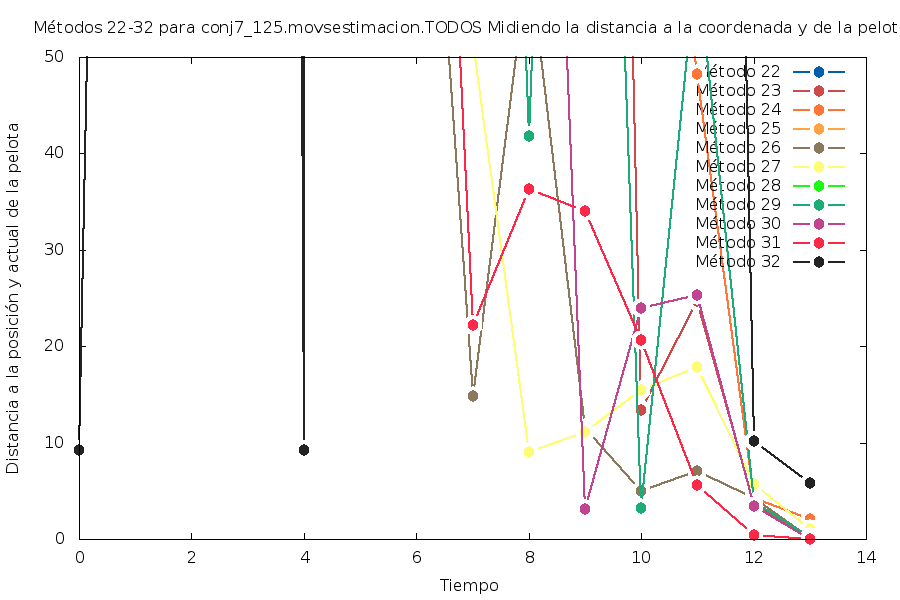 Métodos 22-32 para conj7_125.movsestimacion.TODOS Midiendo la distancia a la coordenada y de la pelot
Distancia a la posición y actual de la pelota
50
40
30
20
10
0
Método 22
Método 23
Método 24
Método 25
Método 26
Método 27
Método 28
Método 29
Método 30
Método 31
Método 32
0 2 4 6 8 10 12 14
Tiempo